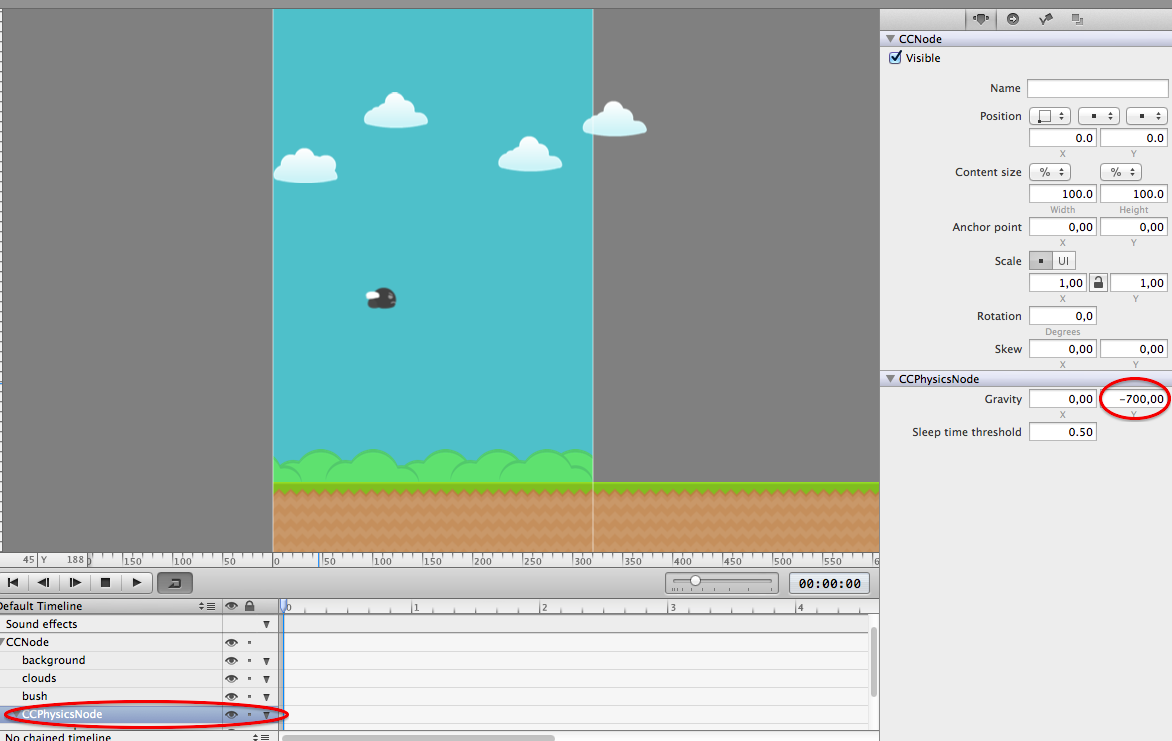 CCNode
Visible
Name
Position
0.0 0.0
X Y
Content size % %
100.0 100.0
Width Height
Anchor point 0,00 0,00
X Y
Scale UI
1,00 1,00
X Y
Rotation 0,0
Degrees
Skew 0,00 0,00
X Y
CCPhysicsNode
Gravity 0,00 -700,00
X Y
Sleep time threshold 0.50
45 Y 188 150 100 50 0 50 100 150 200 250 300 350 400 450 500 550
00:00:00
Default Timeline 0 1 2 3 4
Sound effects
CCNode
background
clouds
bush
CCPhysicsNode
No chained timeline